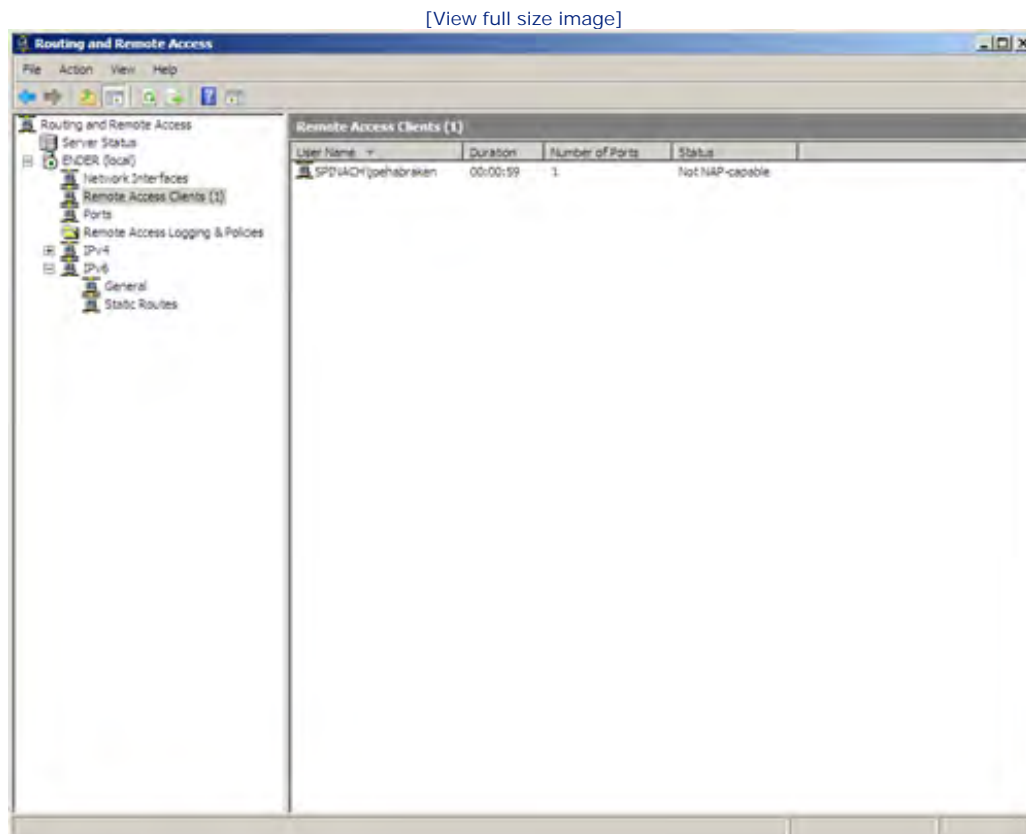 [View full size image]
Routing and Remote Access
File Action View Help
Routing and Remote Access
Server Status
ENDER (local)
Network Interfaces
Remote Access Clients (1)
Ports
Remote Access Logging & Policies
IPv4
IPv6
General
Static Routes
Remote Access Clients (1)
User Name Duration Number of Ports Status
SPINACH\joehabraken 00:00:59 1 Not NAP-capable